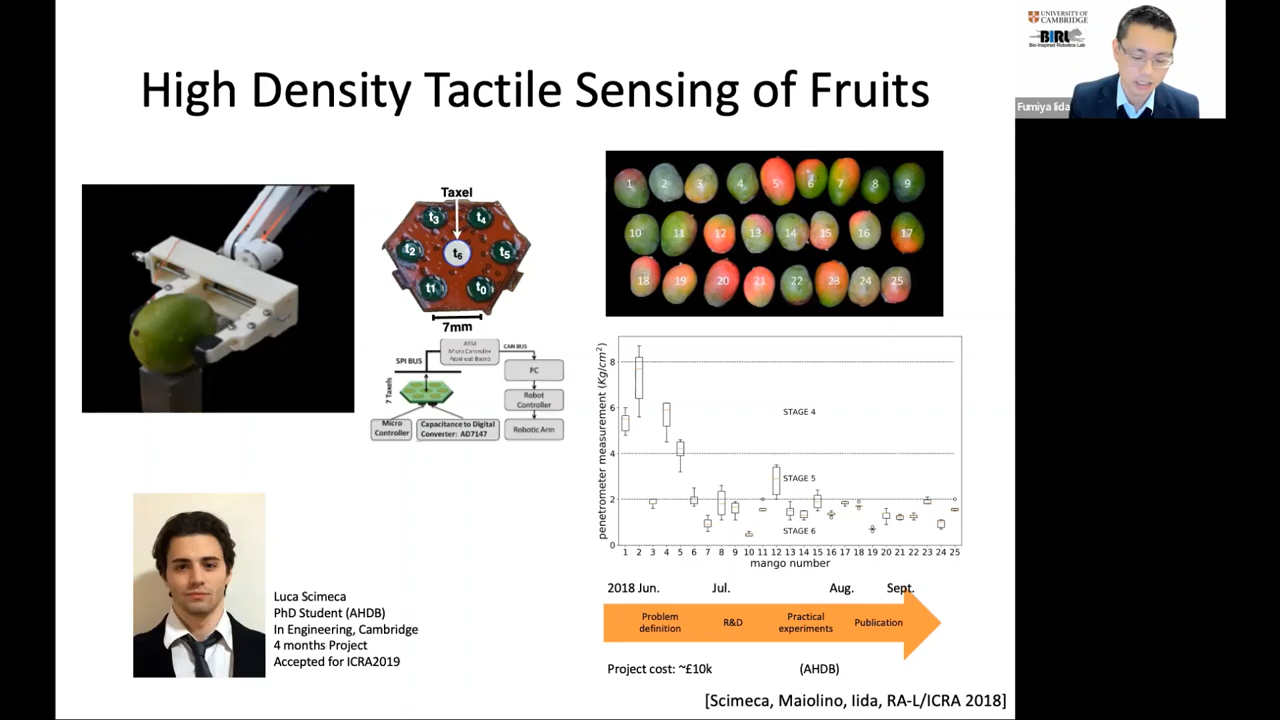 UNIVERSITY OF
CAMBRIDGE
BIRL
Bio-Inspired Robotics Lab
Fumiya Iida
High Density Tactile Sensing of Fruits
Taxel
t3
t4
t2
t6
t5
t1
t0
7mm
ARM
Micro Controller
Read out Board
CAN BUS
SPI BUS
PC
7 Taxels
Robot
Controller
Micro
Controller
Capacitance to Digital
Converter: AD7147
Robotic Arm
1 2 3 4 5 6 7 8 9
10 11 12 13 14 15 16 17
18 19 20 21 22 23 24 25
penetrometer measurement (Kg/cm²)
8
6
4
2
0
STAGE 4
STAGE 5
STAGE 6
1 2 3 4 5 6 7 8 9 10 11 12 13 14 15 16 17 18 19 20 21 22 23 24 25
mango number
Luca Scimeca
PhD Student (AHDB)
In Engineering, Cambridge
4 months Project
Accepted for ICRA2019
2018 Jun. Jul. Aug. Sept.
Problem
definition
R&D
Practical
experiments
Publication
Project cost: ~£10k (AHDB)
[Scimeca, Maiolino, Iida, RA-L/ICRA 2018]